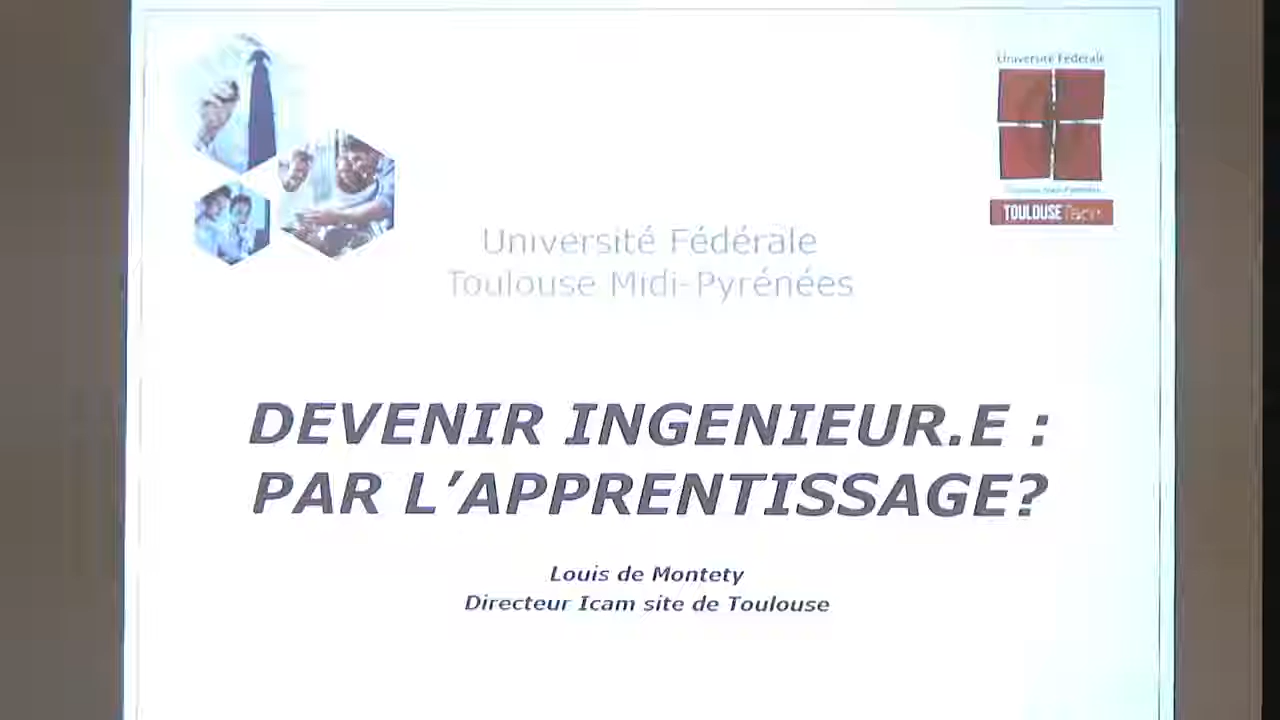 Université Fédérale
TOULOUSE Tech
Université Fédérale
Toulouse Midi-Pyrénées
DEVENIR INGENIEUR.E :
PAR L’APPRENTISSAGE?
Louis de Montety
Directeur Icam site de Toulouse